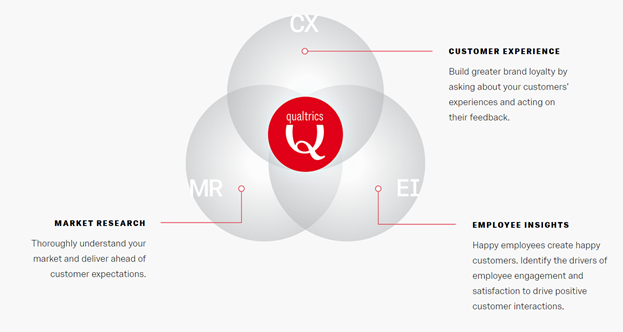 CX
CUSTOMER EXPERIENCE
Build greater brand loyalty by
asking about your customers'
experiences and acting on
their feedback.
qualtrics
Q
MR
EI
MARKET RESEARCH
Thoroughly understand your
market and deliver ahead of
customer expectations.
EMPLOYEE INSIGHTS
Happy employees create happy
customers. Identify the drivers of
employee engagement and
satisfaction to drive positive
customer interactions.